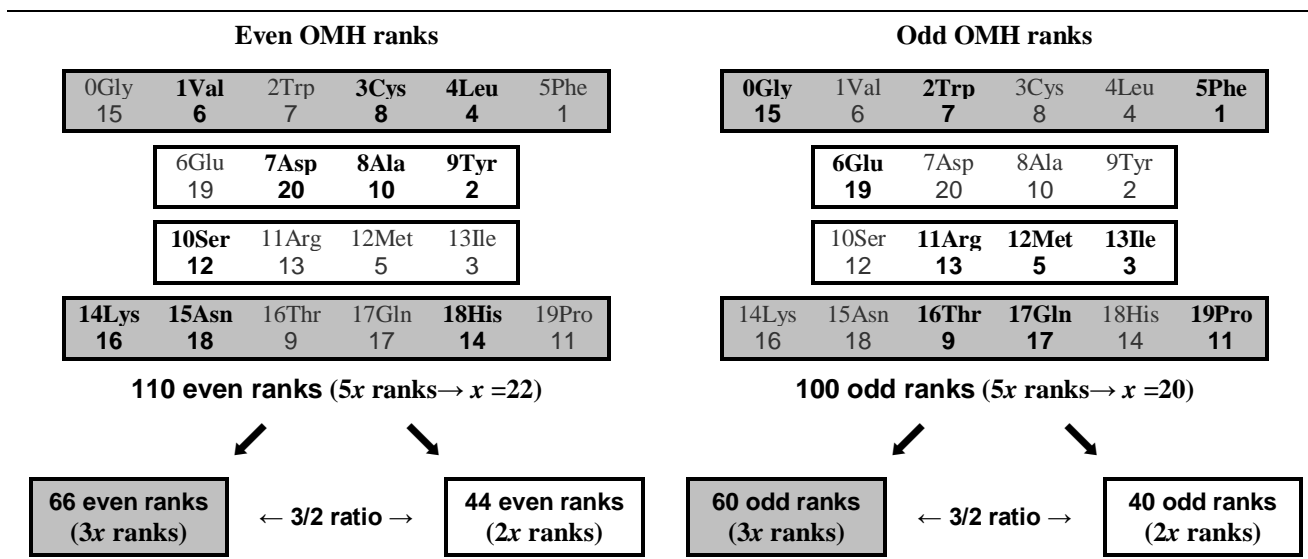 Even OMH ranks
0Gly 1Val 2Trp 3Cys 4Leu 5Phe
15 6 7 8 4 1
6Glu 7Asp 8Ala 9Tyr
19 20 10 2
10Ser 11Arg 12Met 13Ile
12 13 5 3
14Lys 15Asn 16Thr 17Gln 18His 19Pro
16 18 9 17 14 11
110 even ranks (5x ranks→ x =22)
66 even ranks
(3x ranks)
← 3/2 ratio →
44 even ranks
(2x ranks)
Odd OMH ranks
0Gly 1Val 2Trp 3Cys 4Leu 5Phe
15 6 7 8 4 1
6Glu 7Asp 8Ala 9Tyr
19 20 10 2
10Ser 11Arg 12Met 13Ile
12 13 5 3
14Lys 15Asn 16Thr 17Gln 18His 19Pro
16 18 9 17 14 11
100 odd ranks (5x ranks→ x =20)
60 odd ranks
(3x ranks)
← 3/2 ratio →
40 odd ranks
(2x ranks)